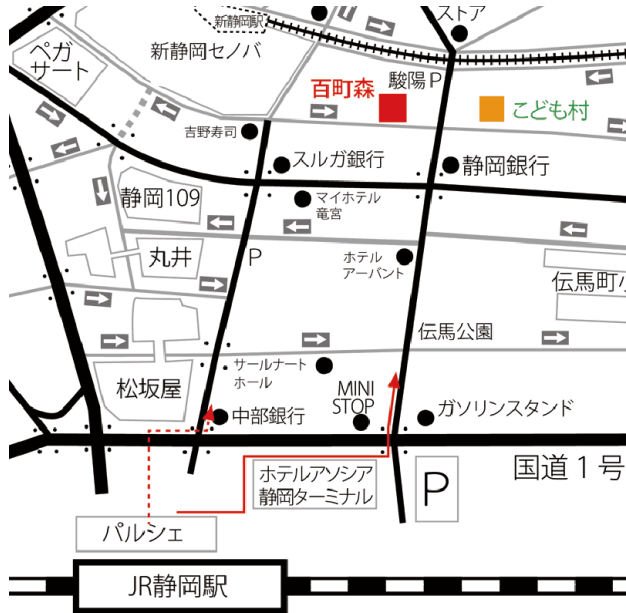 ストア
新静岡駅
ペガ
サート
新静岡セノバ
百町森
駿陽P
こども村
吉野寿司
スルガ銀行
静岡銀行
静岡109
マイホテル
竜宮
丸井
P
ホテル
アーバント
伝馬町小
伝馬公園
サールナート
ホール
松坂屋
MINI
STOP
中部銀行
ガソリンスタンド
国道1号
ホテルアソシア
静岡ターミナル
P
パルシェ
JR静岡駅